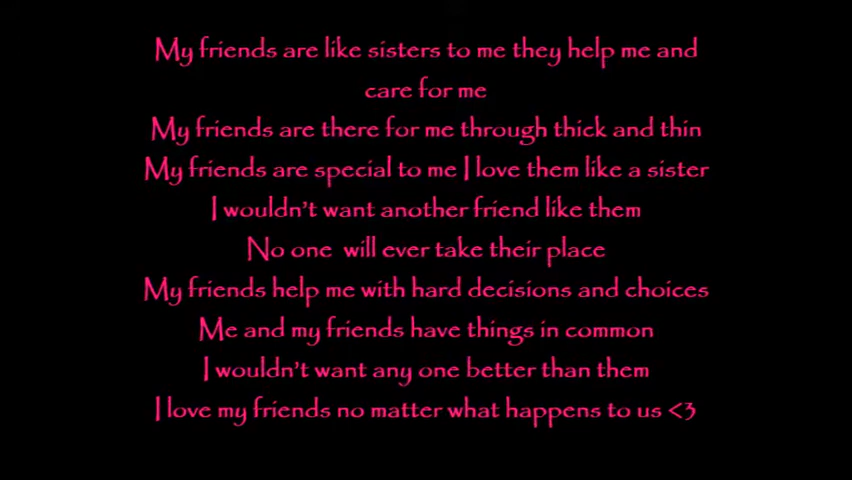 My friends are like sisters to me they help me and
care for me
My friends are there for me through thick and thin
My friends are special to me I love them like a sister
I wouldn't want another friend like them
No one will ever take their place
My friends help me with hard decisions and choices
Me and my friends have things in common
I wouldn't want any one better than them
I love my friends no matter what happens to us <3